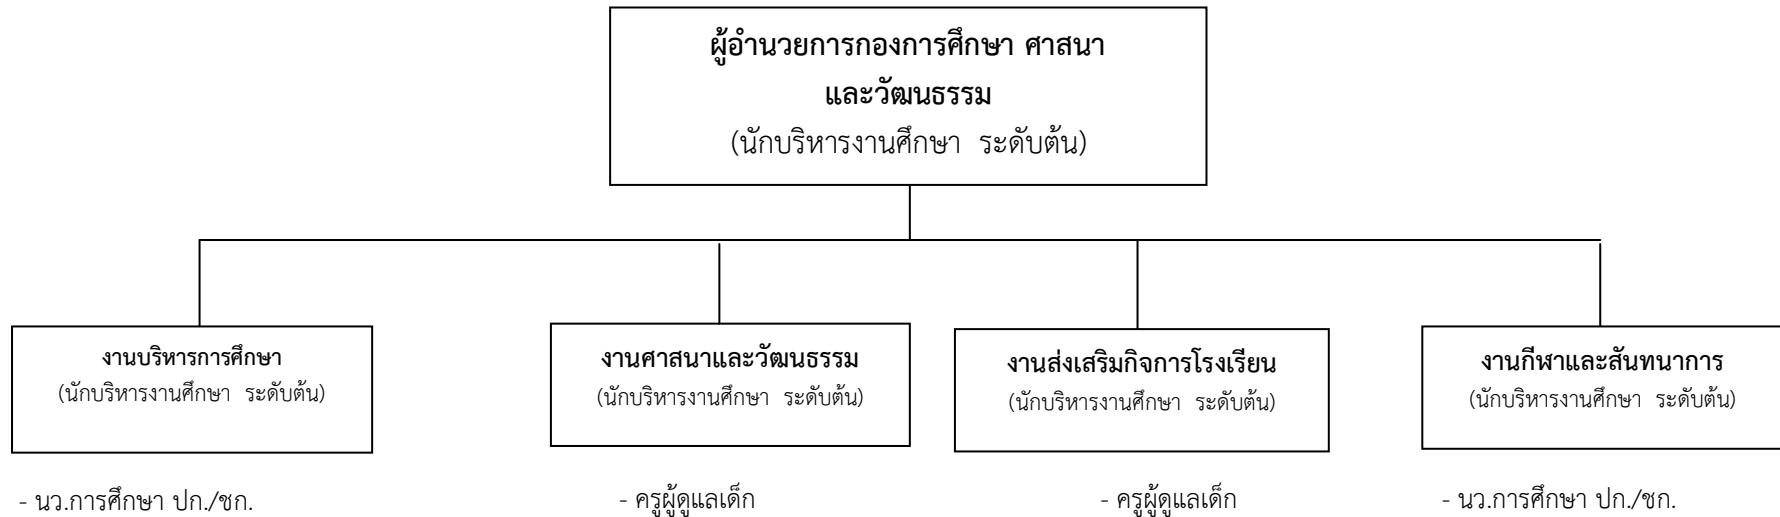 ผู้อำนวยการกองการศึกษา ศาสนา
และวัฒนธรรม
(นักบริหารงานศึกษา ระดับต้น)
งานบริหารการศึกษา
(นักบริหารงานศึกษา ระดับต้น)
- นว.การศึกษา ปก./ชก.
งานศาสนาและวัฒนธรรม
(นักบริหารงานศึกษา ระดับต้น)
- ครูผู้ดูแลเด็ก
งานส่งเสริมกิจการโรงเรียน
(นักบริหารงานศึกษา ระดับต้น)
- ครูผู้ดูแลเด็ก
งานกีฬาและสันทนาการ
(นักบริหารงานศึกษา ระดับต้น)
- นว.การศึกษา ปก./ชก.